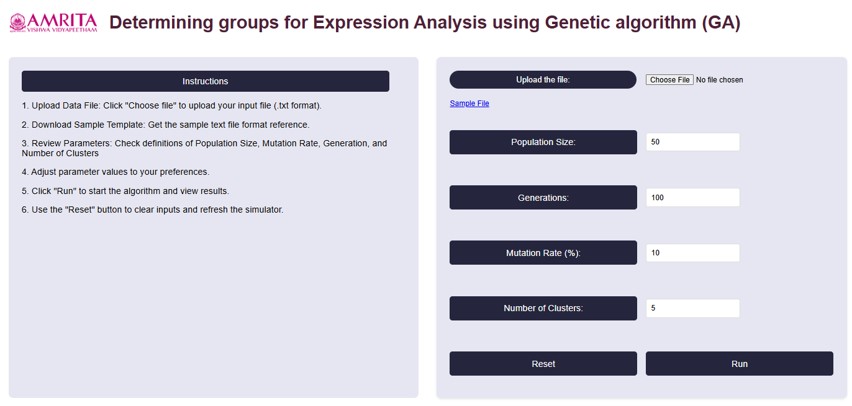 AMRITA
VISHWA VIDYAPEETHAM
Determining groups for Expression Analysis using Genetic algorithm (GA)
Instructions
1. Upload Data File: Click "Choose file" to upload your input file (.txt format).
2. Download Sample Template: Get the sample text file format reference.
3. Review Parameters: Check definitions of Population Size, Mutation Rate, Generation, and
Number of Clusters
4. Adjust parameter values to your preferences.
5. Click "Run" to start the algorithm and view results.
6. Use the "Reset" button to clear inputs and refresh the simulator.
Upload the file: Choose File No file chosen
Sample File
Population Size: 50
Generations: 100
Mutation Rate (%): 10
Number of Clusters: 5
Reset Run